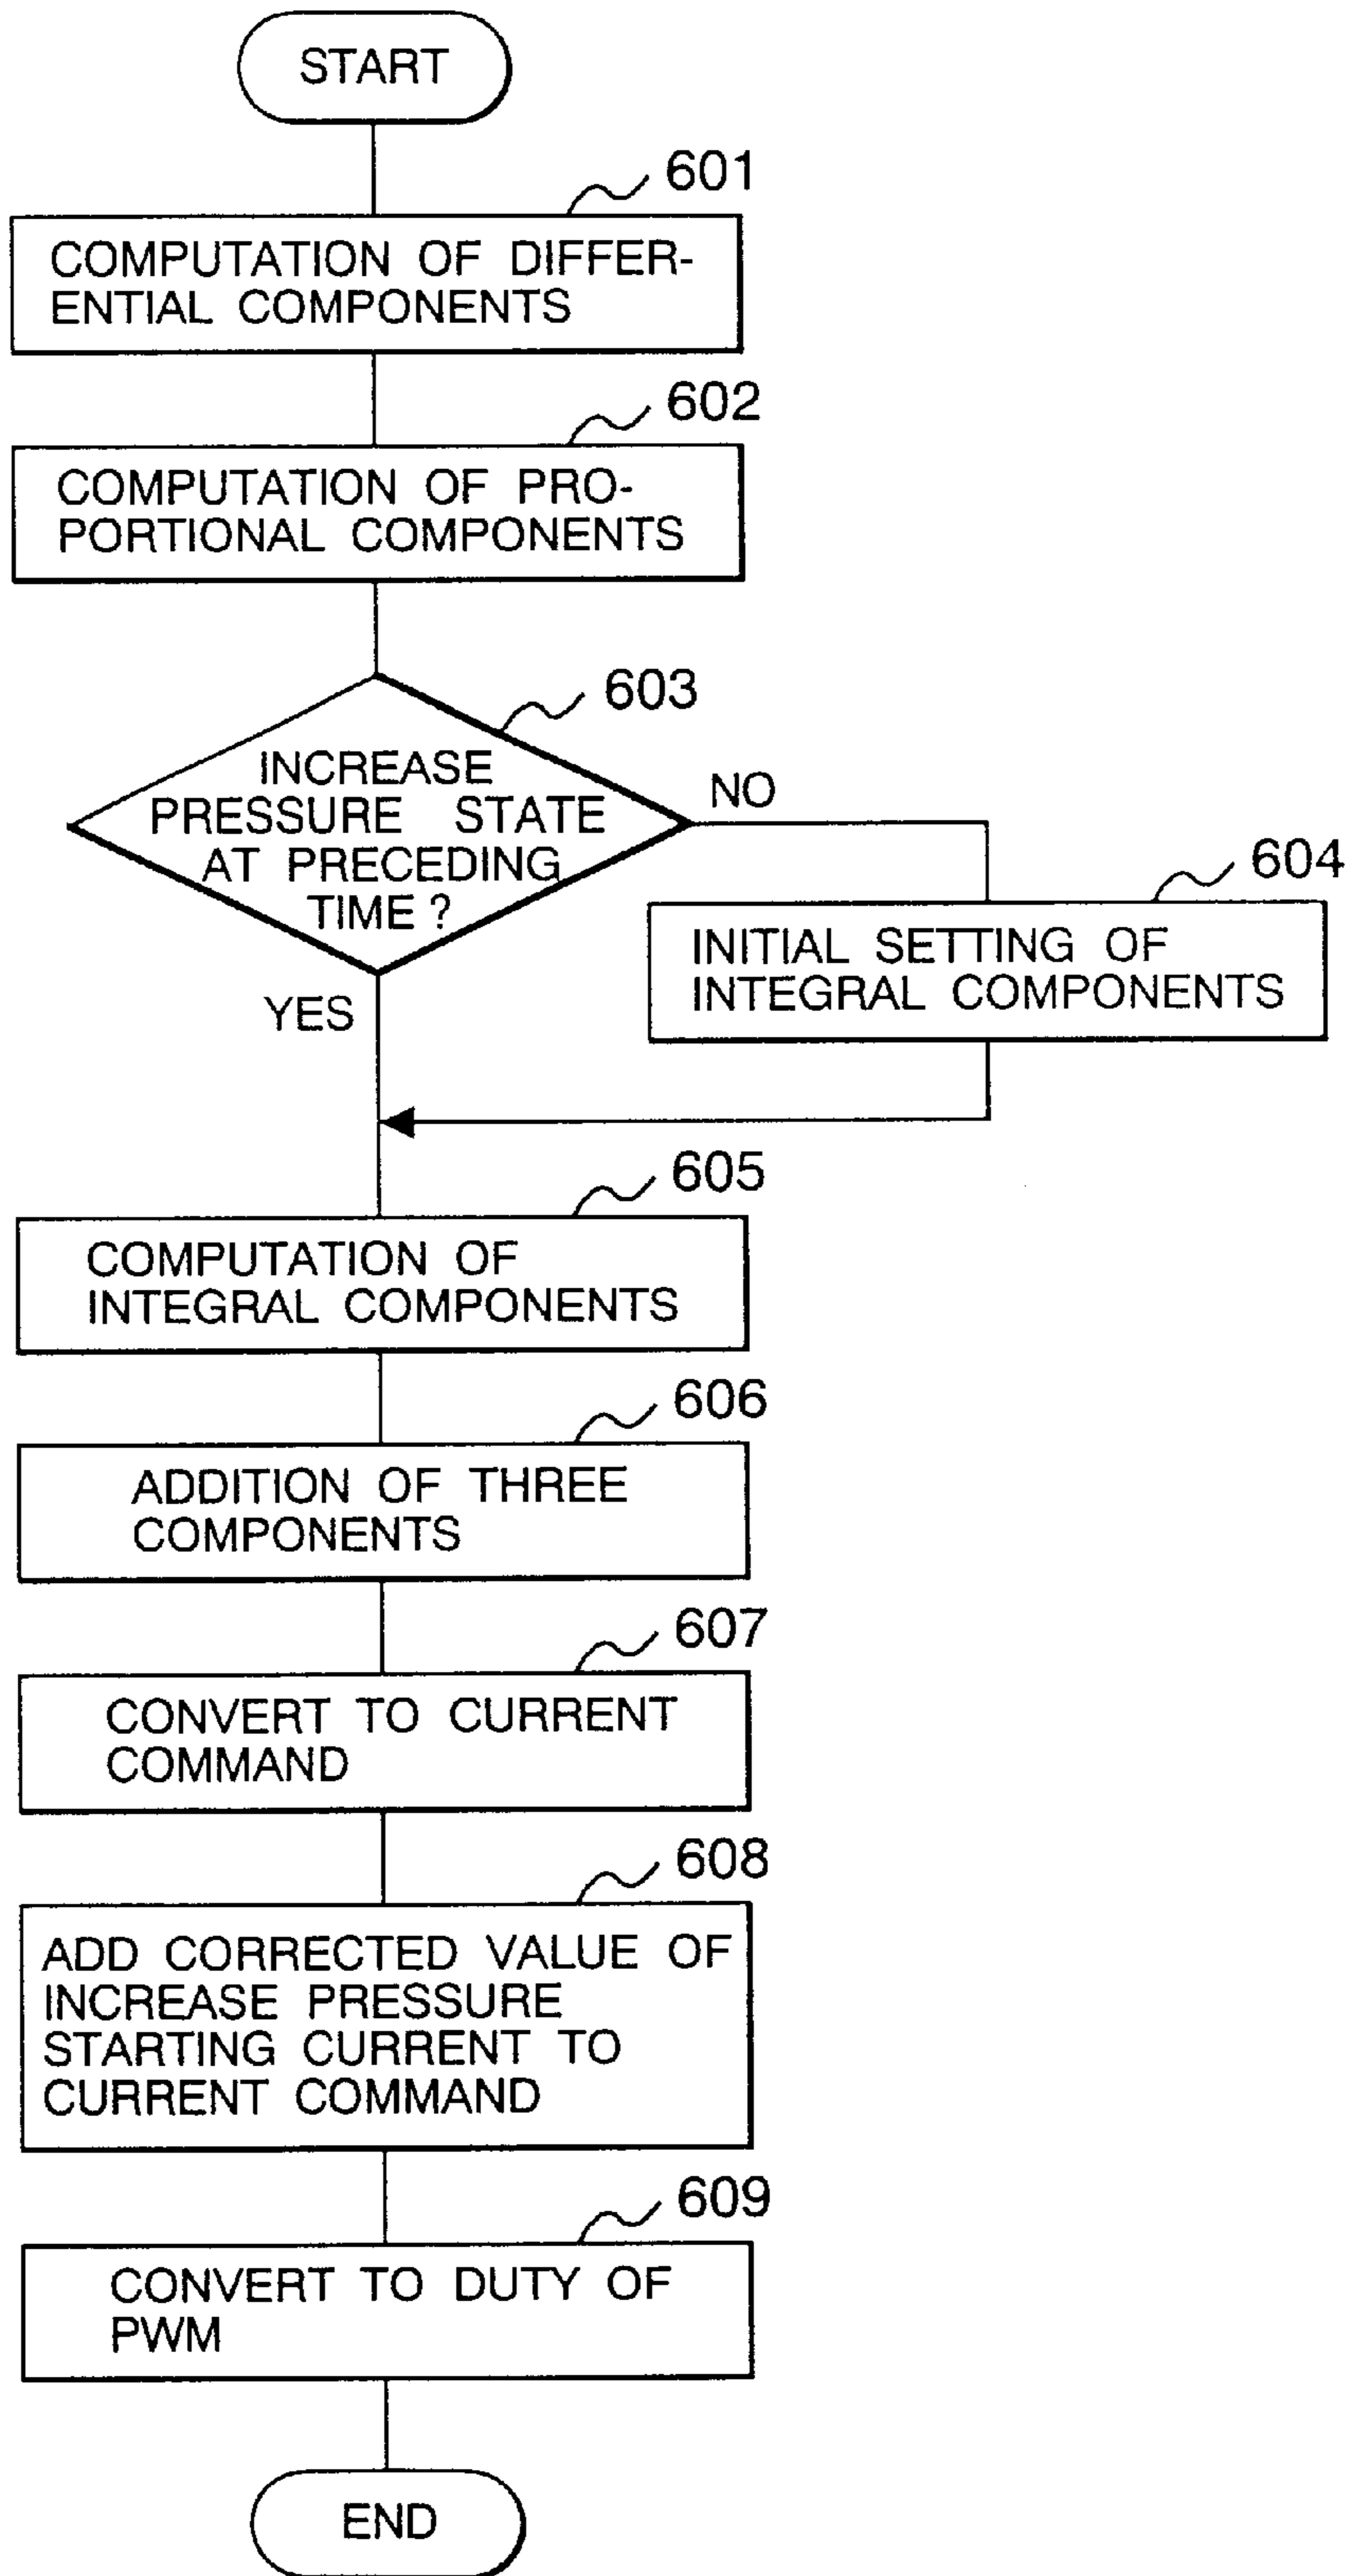 START
601
COMPUTATION OF DIFFER-
ENTIAL COMPONENTS
602
COMPUTATION OF PRO-
PORTIONAL COMPONENTS
603
INCREASE
PRESSURE STATE
AT PRECEDING
TIME ?
NO
604
INITIAL SETTING OF
INTEGRAL COMPONENTS
YES
605
COMPUTATION OF
INTEGRAL COMPONENTS
606
ADDITION OF THREE
COMPONENTS
607
CONVERT TO CURRENT
COMMAND
608
ADD CORRECTED VALUE OF
INCREASE PRESSURE
STARTING CURRENT TO
CURRENT COMMAND
609
CONVERT TO DUTY OF
PWM
END